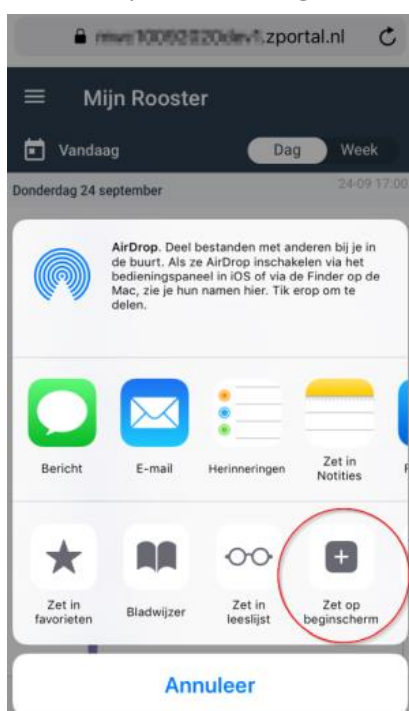 .zportal.nl
Mijn Rooster
Vandaag
Dag
Week
Donderdag 24 september
24-09 17:00
AirDrop. Deel bestanden met anderen bij je in
de buurt. Als ze AirDrop inschakelen via het
bedieningspaneel in iOS of via de Finder op de
Mac, zie je hun namen hier. Tik erop om te
delen.
Bericht
E-mail
Herinneringen
Zet in
Notities
Zet in
favorieten
Bladwijzer
Zet in
leeslijst
Zet op
beginscherm
Annuleer